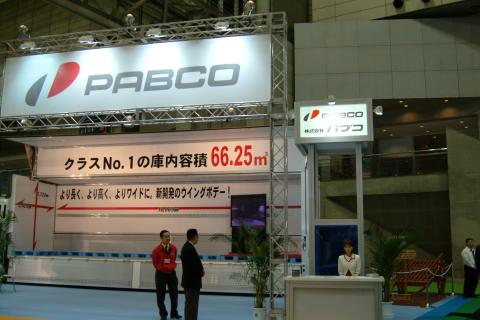 PABCO
PABCO
株式会社パブコ
クラスNo.1の庫内容積 66.25㎥
より長く、より高く、よりワイドに。新開発のウイングボデー！